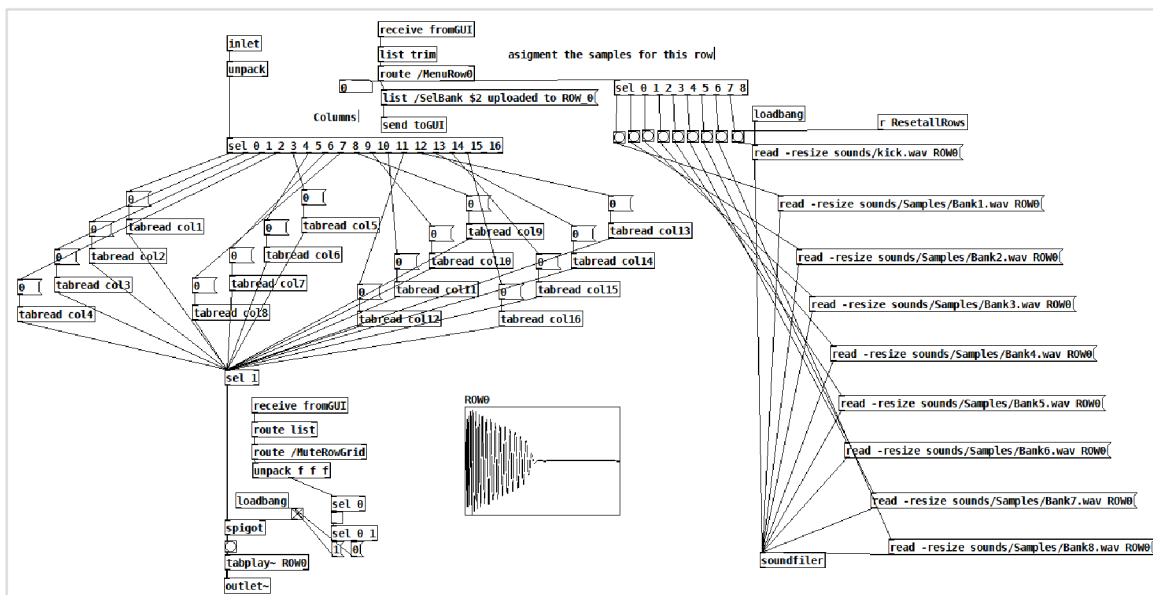 receive fromGUI
inlet
list trim
asigment the samples for this row
unpack
route /MenuRow0
0
sel 0 1 2 3 4 5 6 7 8
list /SelBank $2 uploaded to ROW_0
loadbang
Columns
send toGUI
r ResetallRows
sel 0 1 2 3 4 5 6 7 8 9 10 11 12 13 14 15 16
read -resize sounds/kick.wav ROW0
0
0
0
read -resize sounds/Samples/Bank1.wav ROW0
tabread col1
0
tabread col5
0
tabread col9
0
tabread col13
0
tabread col2
0
tabread col6
0
tabread col10
0
tabread col14
read -resize sounds/Samples/Bank2.wav ROW0
0
tabread col3
0
tabread col7
0
tabread col11
0
tabread col15
0
tabread col4
0
tabread col8
0
tabread col12
0
tabread col16
read -resize sounds/Samples/Bank3.wav ROW0
read -resize sounds/Samples/Bank4.wav ROW0
sel 1
receive fromGUI
ROW0
read -resize sounds/Samples/Bank5.wav ROW0
route list
route /MuteRowGrid
read -resize sounds/Samples/Bank6.wav ROW0
unpack f f f
loadbang
sel 0
read -resize sounds/Samples/Bank7.wav ROW0
spigot
sel 0 1
1
0
read -resize sounds/Samples/Bank8.wav ROW0
tabplay~ ROW0
soundfiler
outlet~